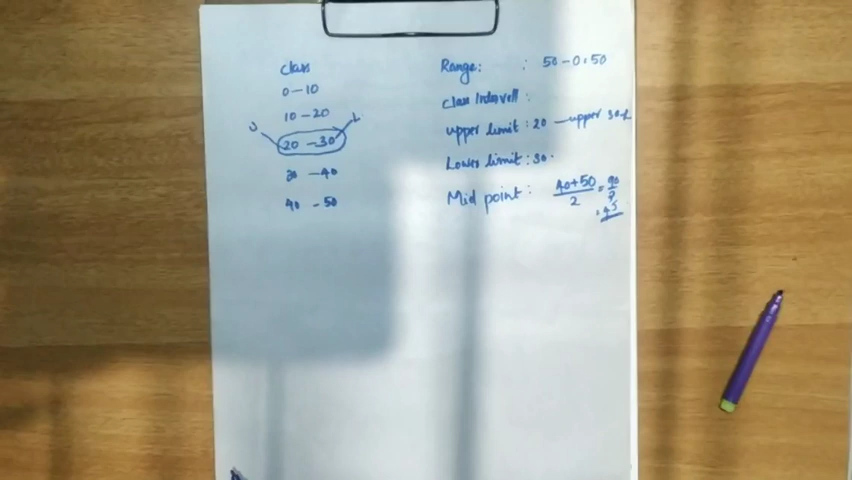 class
0-10
10-20
U L
20-30
30-40
40-50
Range: : 50-0=50
class Intervell :
upper limit : 20 — upper 30-L
Lower limit : 30.
Mid point : 40+50/2 = 90/2
= 45